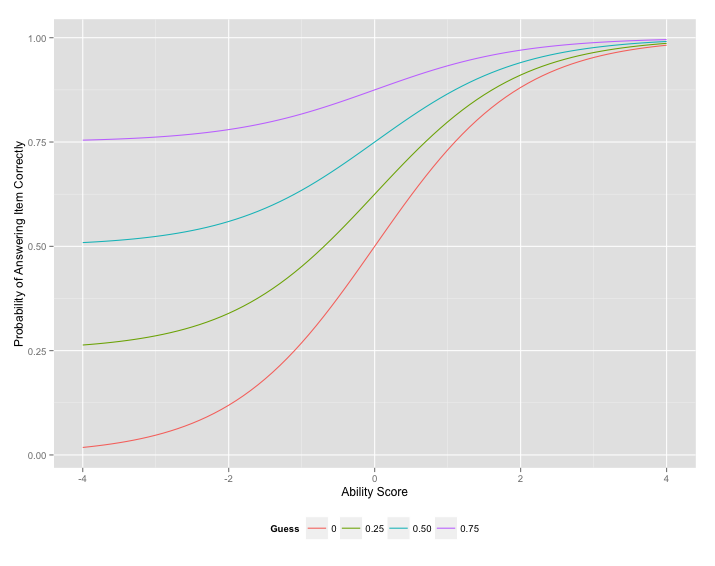 Probability of Answering Item Correctly
1.00
0.75
0.50
0.25
0.00
-4 -2 0 2 4
Ability Score
Guess 0 0.25 0.50 0.75